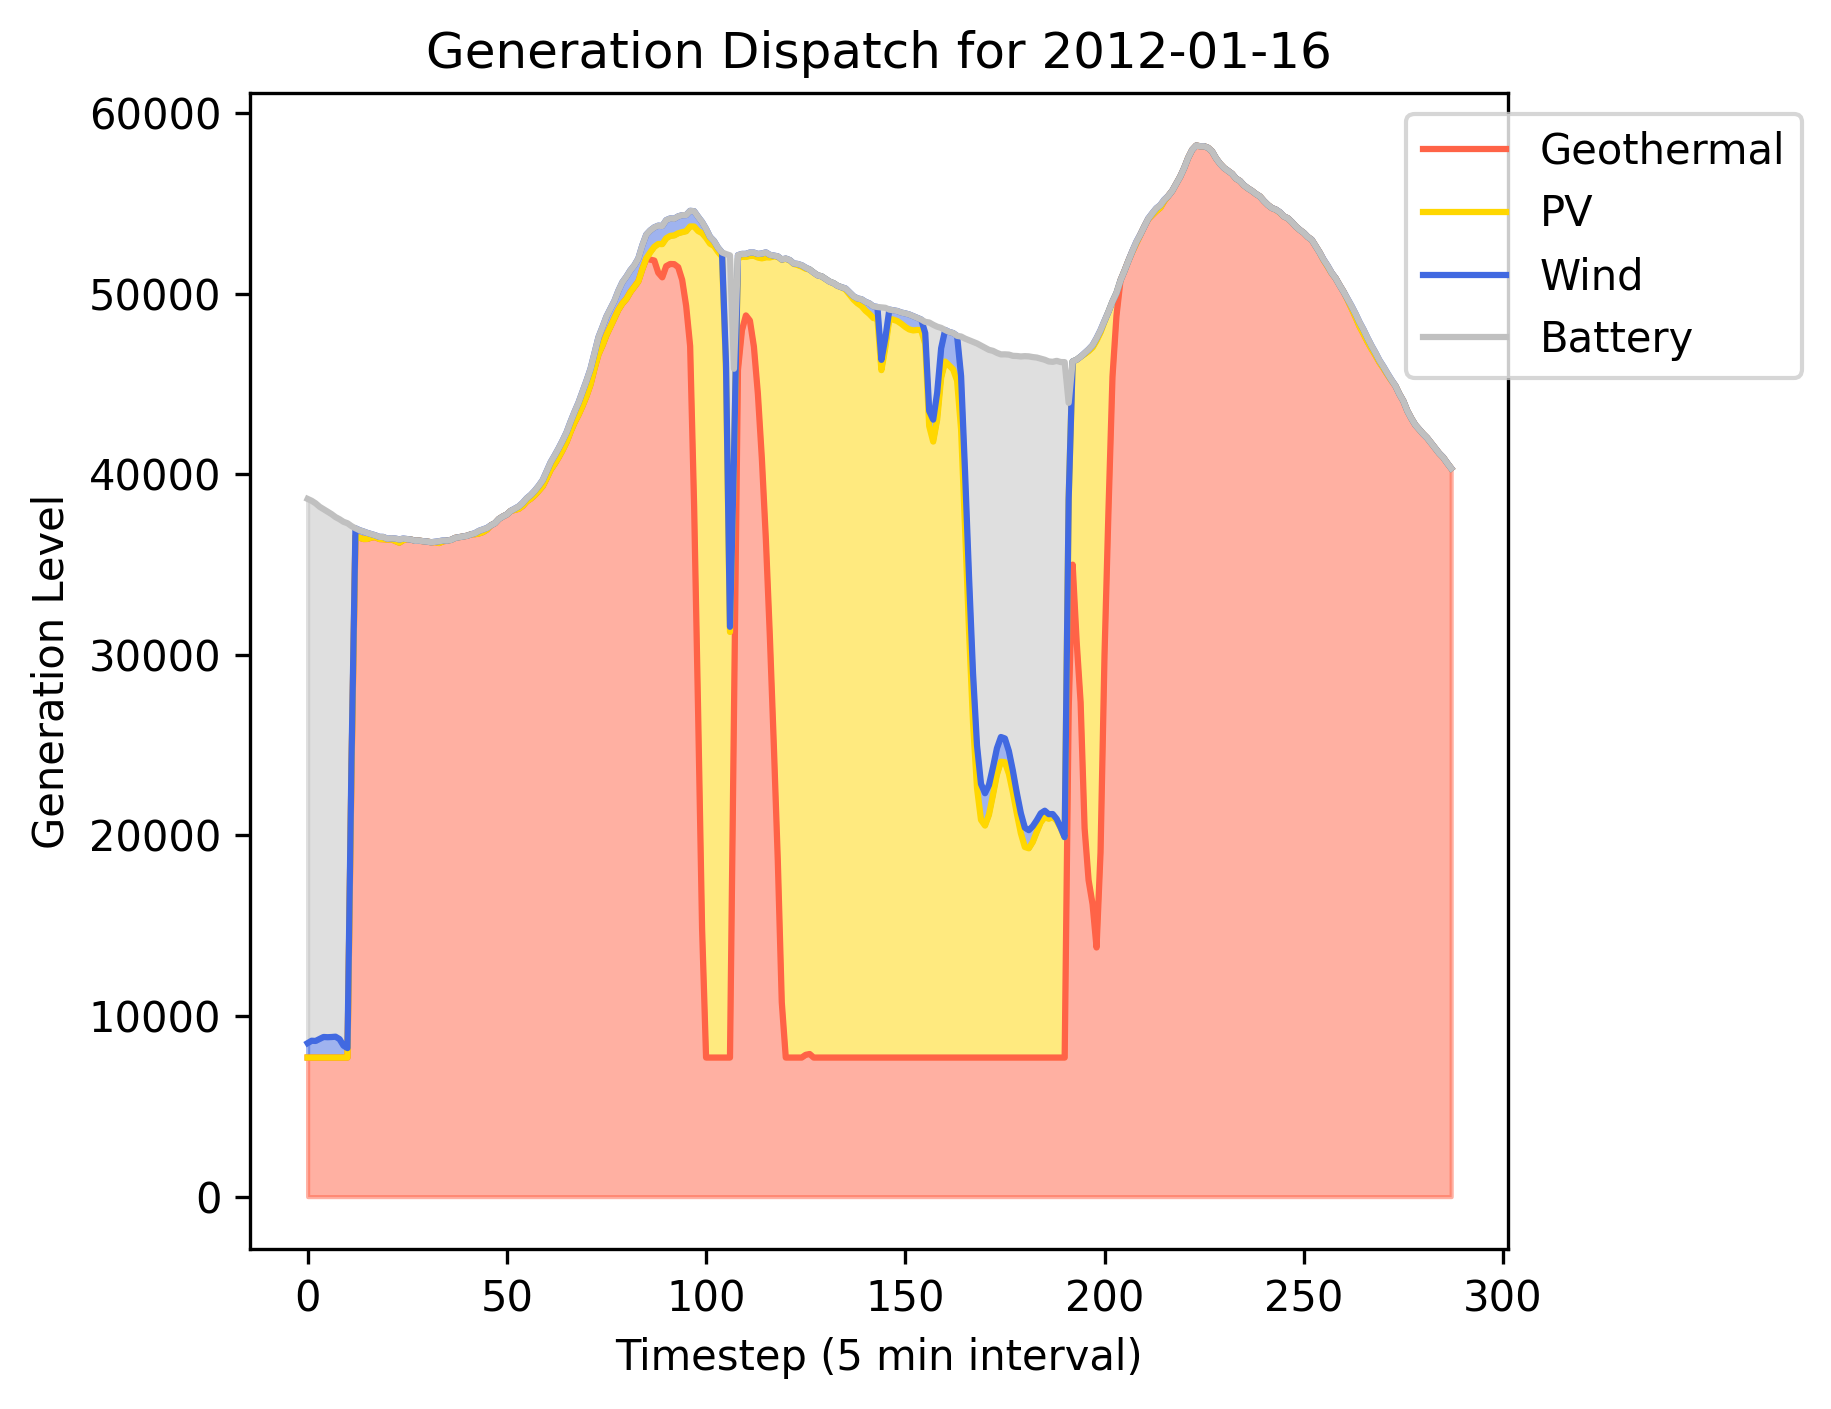 Generation Dispatch for 2012-01-16
60000
50000
40000
30000
20000
10000
0
Generation Level
Geothermal
PV
Wind
Battery
0 50 100 150 200 250 300
Timestep (5 min interval)